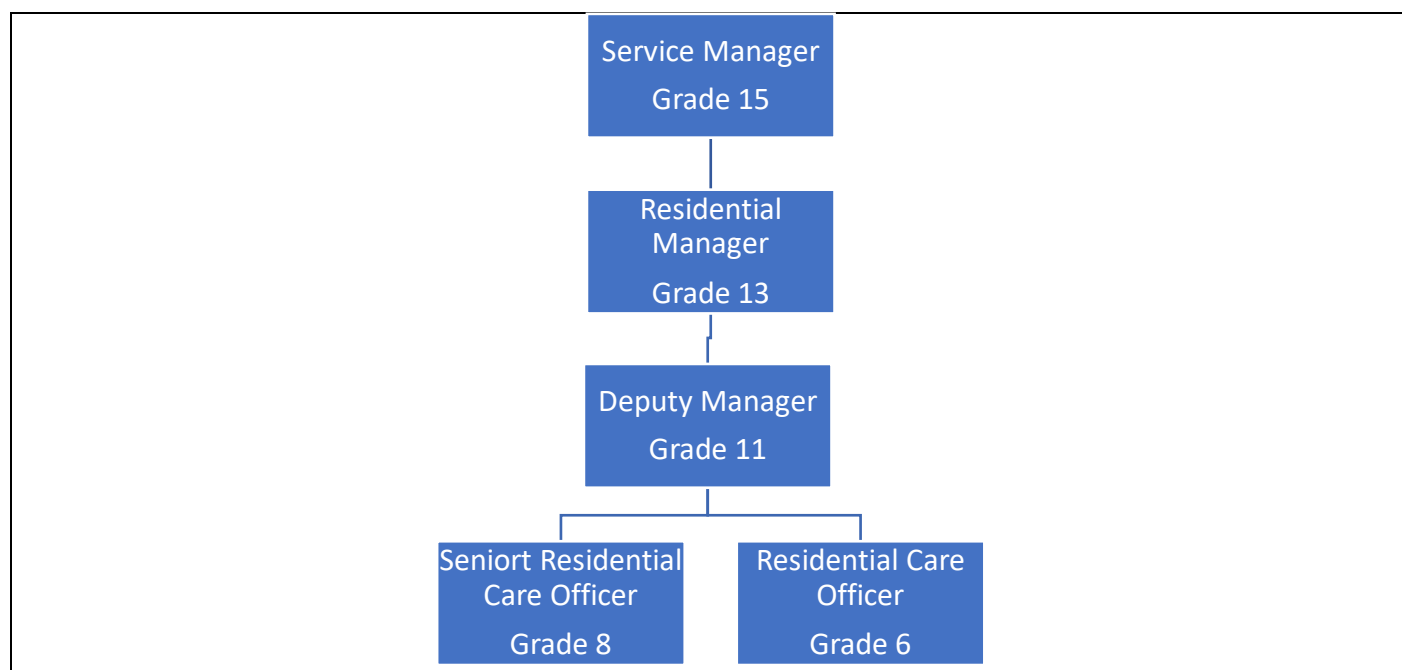 Service Manager
Grade 15
Residential
Manager
Grade 13
Deputy Manager
Grade 11
Seniort Residential
Care Officer
Grade 8
Residential Care
Officer
Grade 6